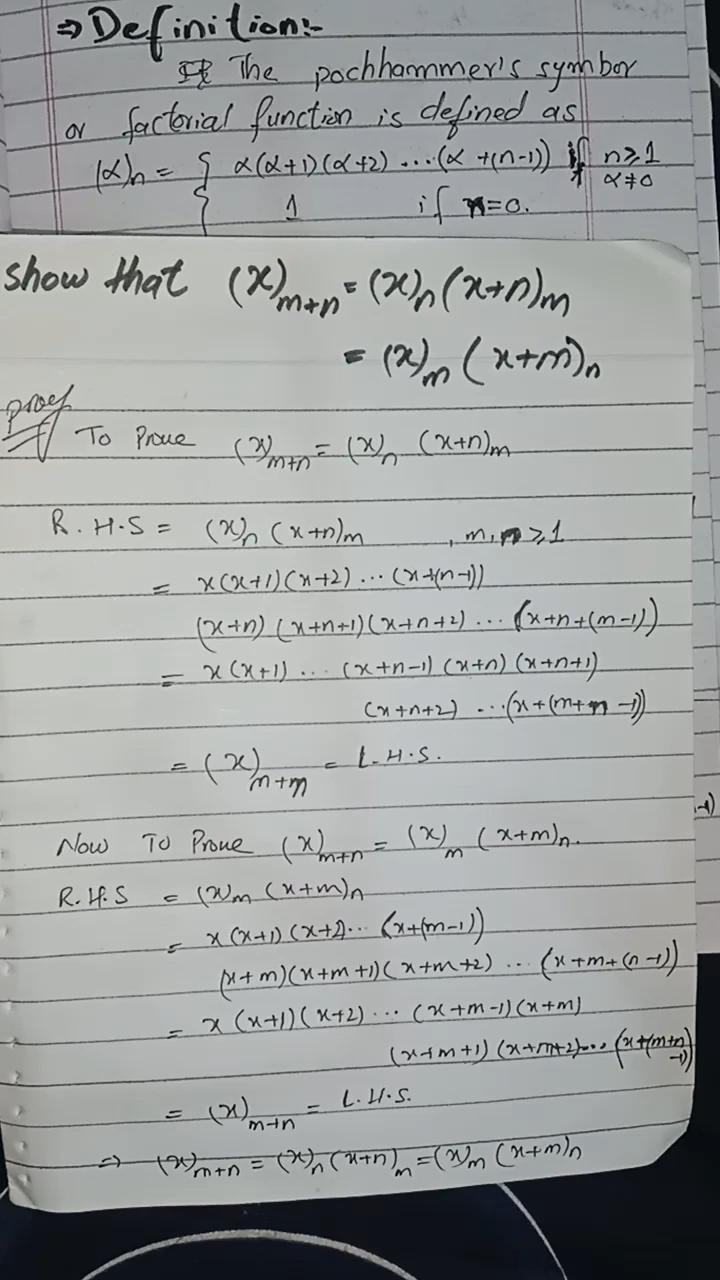 ⇒ Definition:-
The pochhammer's symbol
or factorial function is defined as
(α)n = { α(α+1)(α+2) ...(α+(n-1)) if n≥1
α≠0
{ 1 if n=0.
show that (x)m+n = (x)n (x+n)m
= (x)m (x+m)n
Proof
To Prove (x)m+n = (x)n (x+n)m
R.H.S = (x)n (x+n)m , m, n ≥1
= x(x+1)(x+2) ... (x+(n-1))
(x+n) (x+n+1)(x+n+2) ... (x+n+(m-1))
= x(x+1) ... (x+n-1) (x+n) (x+n+1)
(x+n+2) ...(x+(m+n-1))
= (x)m+n = L.H.S.
-1)
Now To Prove (x)m+n = (x)m (x+m)n.
R.H.S = (x)m (x+m)n
= x(x+1)(x+2)... (x+(m-1))
(x+m)(x+m+1)(x+m+2) ... (x+m+(n-1))
= x(x+1)(x+2) ... (x+m-1)(x+m)
(x+m+1) (x+m+2)... (x+(m+n)
-1)
= (x)m+n = L.H.S.
⇒ (x)m+n = (x)n (x+n)m = (x)m (x+m)n